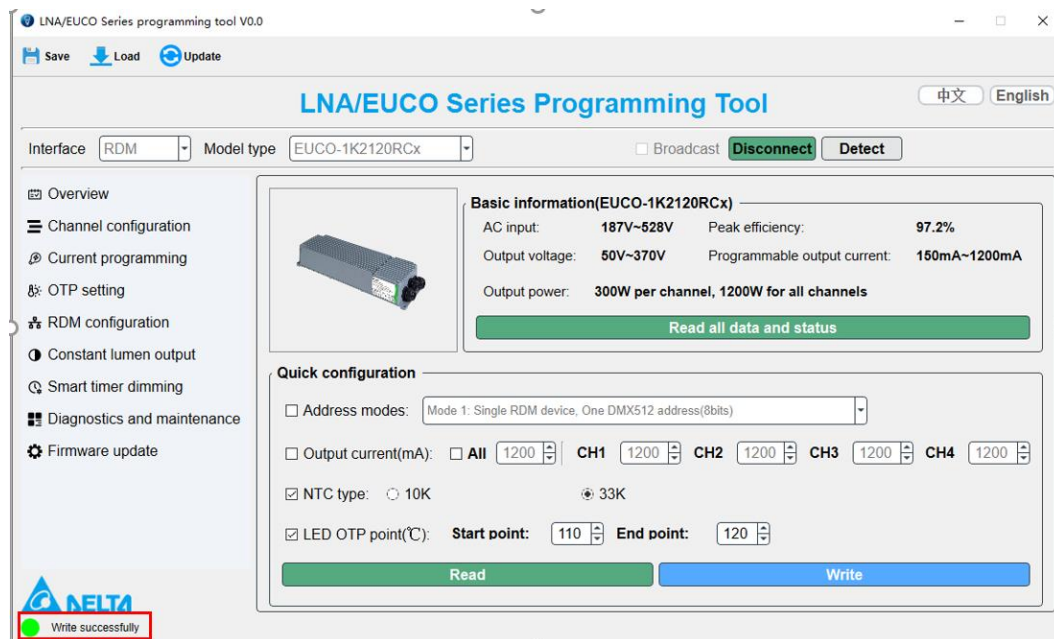 LNA/EUCO Series programming tool V0.0
Save Load Update
LNA/EUCO Series Programming Tool
中文 English
Interface RDM Model type EUCO-1K2120RCx Broadcast Disconnect Detect
Overview
Channel configuration
Current programming
OTP setting
RDM configuration
Constant lumen output
Smart timer dimming
Diagnostics and maintenance
Firmware update
Basic information(EUCO-1K2120RCx)
AC input: 187V~528V Peak efficiency: 97.2%
Output voltage: 50V~370V Programmable output current: 150mA~1200mA
Output power: 300W per channel, 1200W for all channels
Read all data and status
Quick configuration
Address modes: Mode 1: Single RDM device, One DMX512 address(8bits)
Output current(mA): All 1200 CH1 1200 CH2 1200 CH3 1200 CH4 1200
NTC type: 10K 33K
LED OTP point(℃): Start point: 110 End point: 120
Read Write
DELTA
Write successfully